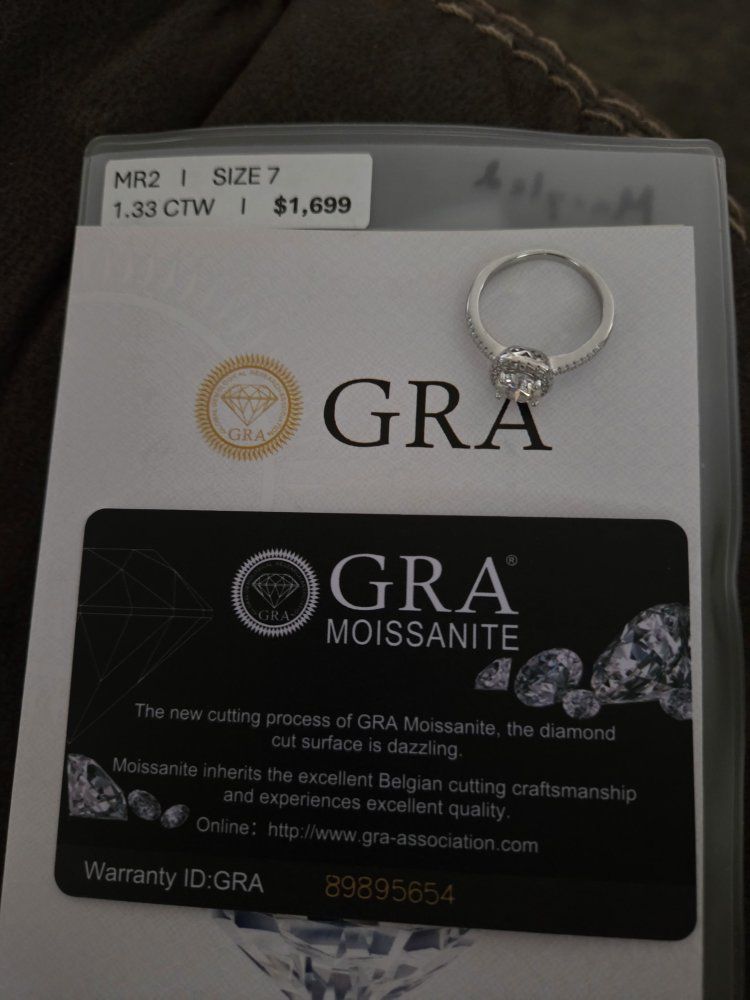 MR2 | SIZE 7
1.33 CTW | $1,699
GRA
GRA
GRA®
GRA
MOISSANITE
The new cutting process of GRA Moissanite, the diamond
cut surface is dazzling.
Moissanite inherits the excellent Belgian cutting craftsmanship
and experiences excellent quality.
Online: http://www.gra-association.com
Warranty ID:GRA 89895654